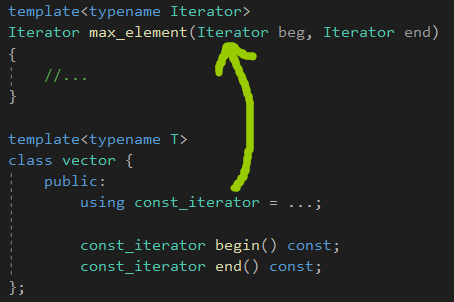 template<typename Iterator>
Iterator max_element(Iterator beg, Iterator end)
{
//...
}
template<typename T>
class vector {
public:
using const_iterator = ...;
const_iterator begin() const;
const_iterator end() const;
};